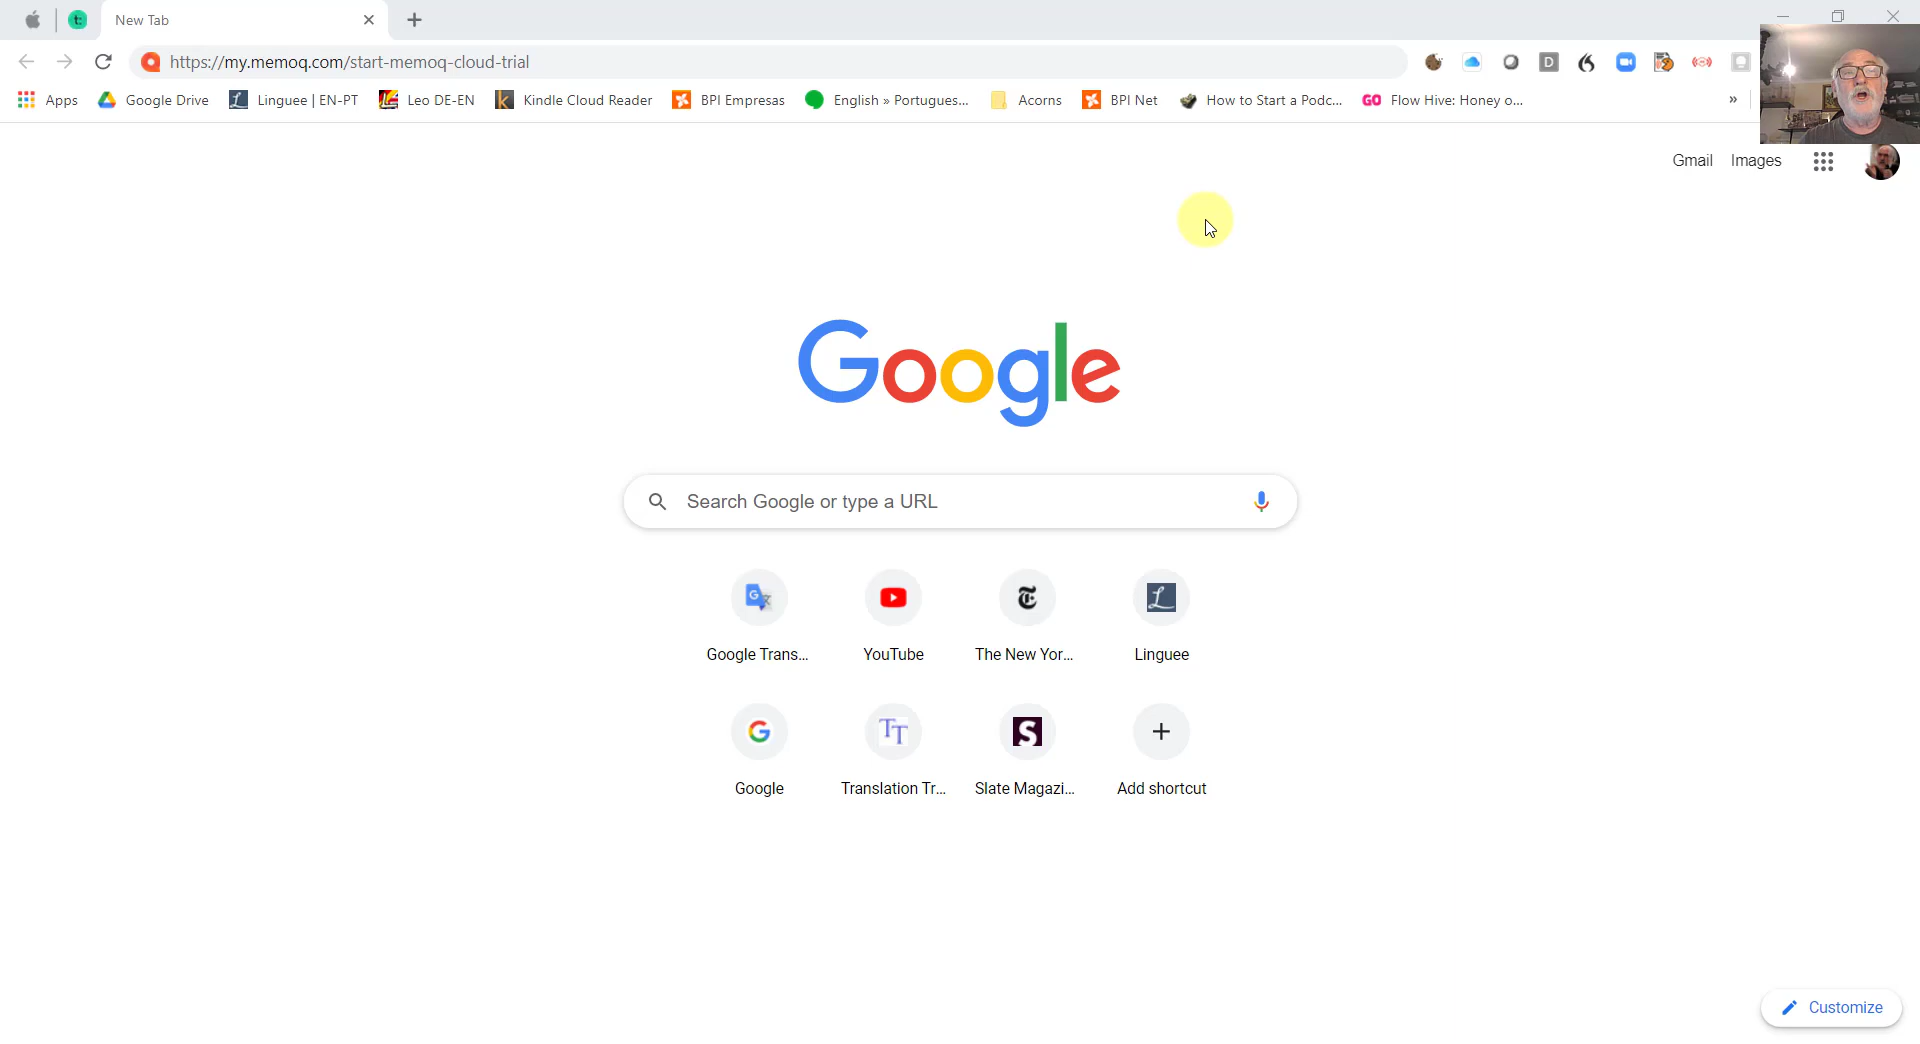 New Tab
https://my.memoq.com/start-memoq-cloud-trial
Apps Google Drive Linguee | EN-PT Leo DE-EN Kindle Cloud Reader BPI Empresas English » Portugues... Acorns BPI Net How to Start a Podc... GO Flow Hive: Honey o... »
Gmail Images
Google
Search Google or type a URL
Google Trans... YouTube The New Yor... Linguee
Google Translation Tr... Slate Magazi... Add shortcut
Customize